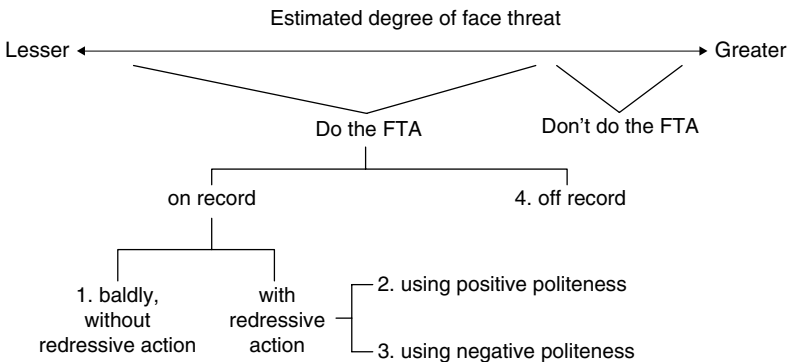 Estimated degree of face threat
Lesser
Greater
Do the FTA
Don't do the FTA
on record
4. off record
1. baldly,
without
redressive action
with
redressive
action
2. using positive politeness
3. using negative politeness